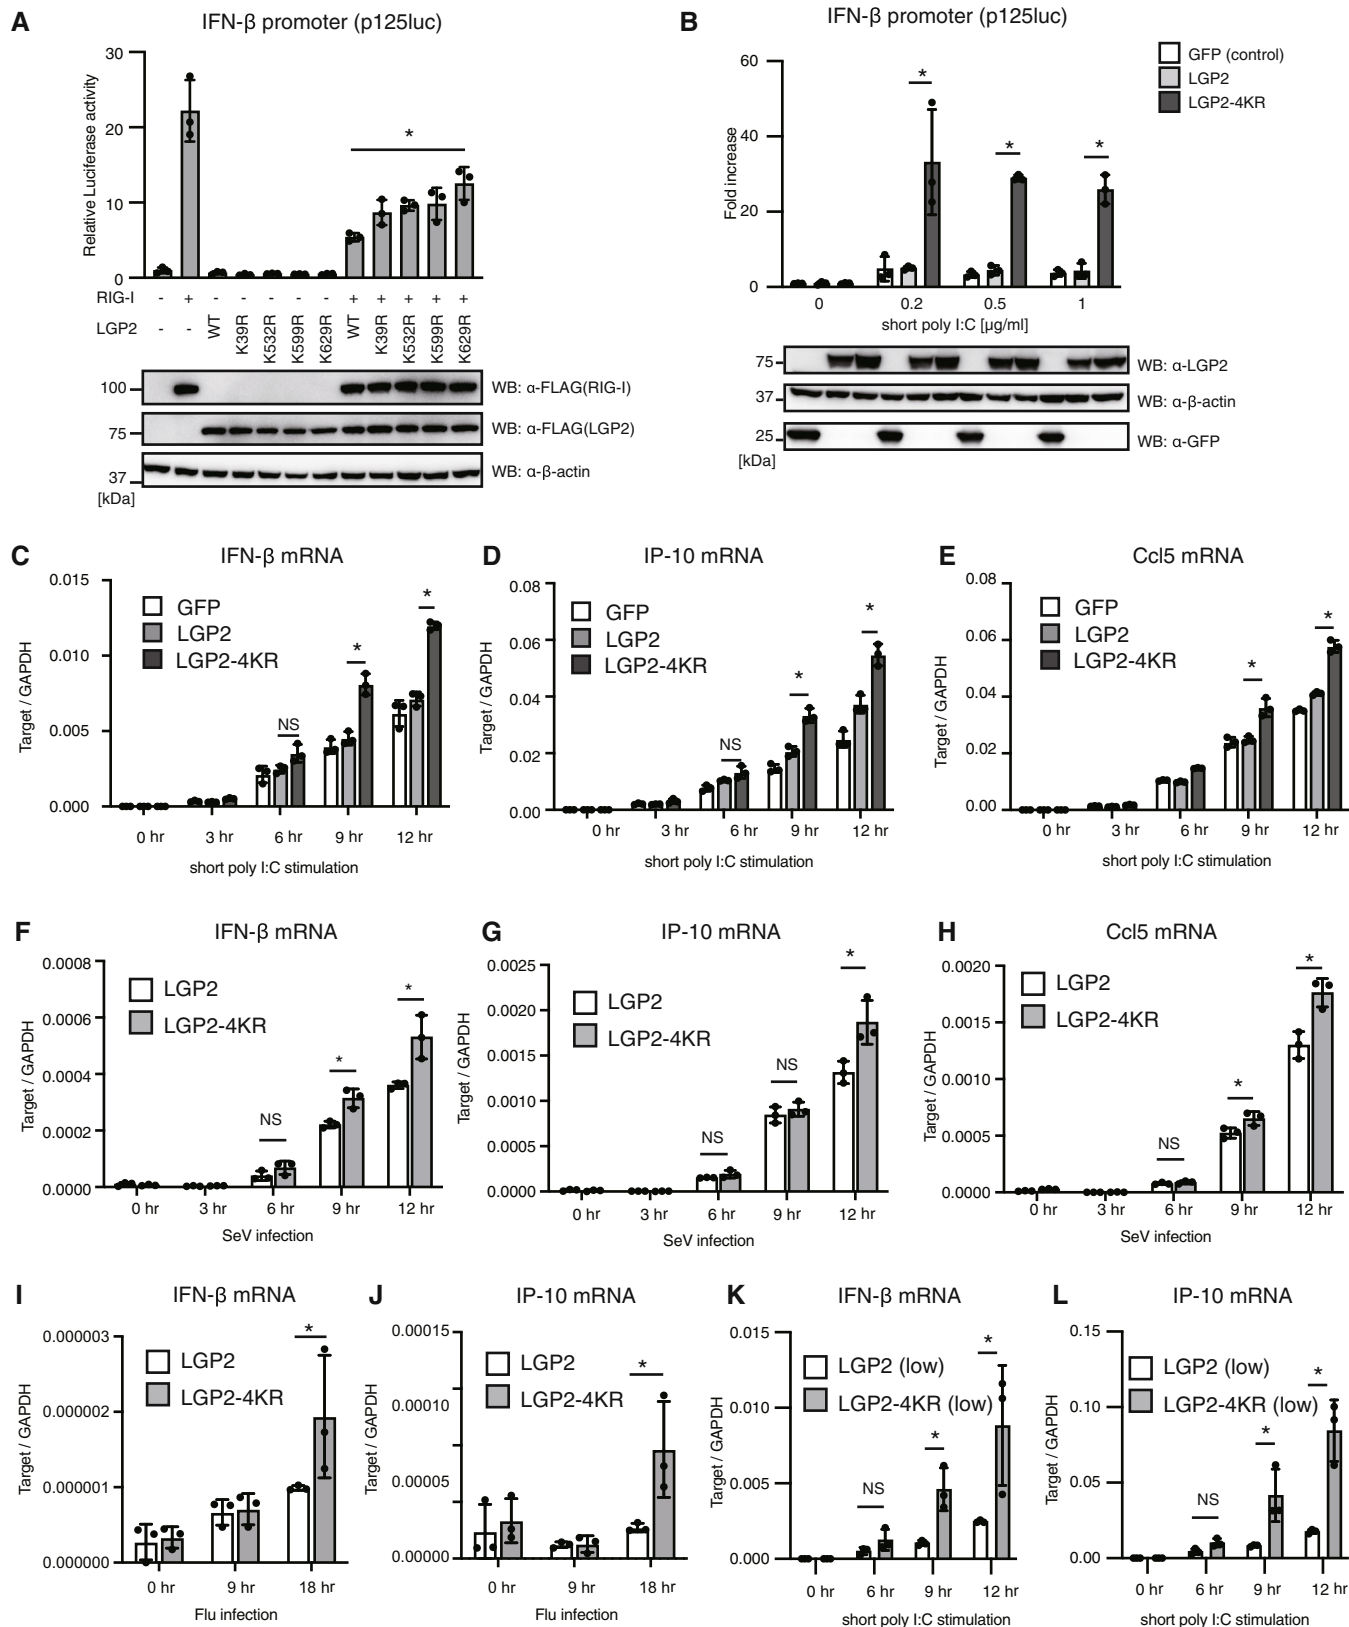 A
IFN-β promoter (p125luc)
Relative Luciferase activity
30
20
10
0
*
RIG-I - + - - - - - + + + + +
LGP2 - - WT K39R K532R K599R K629R WT K39R K532R K599R K629R
100
WB: α-FLAG(RIG-I)
75
WB: α-FLAG(LGP2)
37
WB: α-β-actin
[kDa]
B
IFN-β promoter (p125luc)
GFP (control)
LGP2
LGP2-4KR
Fold increase
60
40
20
0
* * *
0 0.2 0.5 1
short poly I:C [μg/ml]
75
WB: α-LGP2
37
WB: α-β-actin
25
WB: α-GFP
[kDa]
C
IFN-β mRNA
GFP
LGP2
LGP2-4KR
Target / GAPDH
0.015
0.010
0.005
0.000
NS * *
0 hr 3 hr 6 hr 9 hr 12 hr
short poly I:C stimulation
D
IP-10 mRNA
GFP
LGP2
LGP2-4KR
Target / GAPDH
0.08
0.06
0.04
0.02
0.00
NS * *
0 hr 3 hr 6 hr 9 hr 12 hr
short poly I:C stimulation
E
Ccl5 mRNA
GFP
LGP2
LGP2-4KR
Target / GAPDH
0.08
0.06
0.04
0.02
0.00
* *
0 hr 3 hr 6 hr 9 hr 12 hr
short poly I:C stimulation
F
IFN-β mRNA
LGP2
LGP2-4KR
Target / GAPDH
0.0008
0.0006
0.0004
0.0002
0.0000
NS * *
0 hr 3 hr 6 hr 9 hr 12 hr
SeV infection
G
IP-10 mRNA
LGP2
LGP2-4KR
Target / GAPDH
0.0025
0.0020
0.0015
0.0010
0.0005
0.0000
NS NS *
0 hr 3 hr 6 hr 9 hr 12 hr
SeV infection
H
Ccl5 mRNA
LGP2
LGP2-4KR
Target / GAPDH
0.0020
0.0015
0.0010
0.0005
0.0000
NS * *
0 hr 3 hr 6 hr 9 hr 12 hr
SeV infection
I
IFN-β mRNA
LGP2
LGP2-4KR
Target / GAPDH
0.000003
0.000002
0.000001
0.000000
*
0 hr 9 hr 18 hr
Flu infection
J
IP-10 mRNA
LGP2
LGP2-4KR
Target / GAPDH
0.00015
0.00010
0.00005
0.00000
*
0 hr 9 hr 18 hr
Flu infection
K
IFN-β mRNA
LGP2 (low)
LGP2-4KR (low)
Target / GAPDH
0.015
0.010
0.005
0.000
NS * *
0 hr 6 hr 9 hr 12 hr
short poly I:C stimulation
L
IP-10 mRNA
LGP2 (low)
LGP2-4KR (low)
Target / GAPDH
0.15
0.10
0.05
0.00
NS * *
0 hr 6 hr 9 hr 12 hr
short poly I:C stimulation